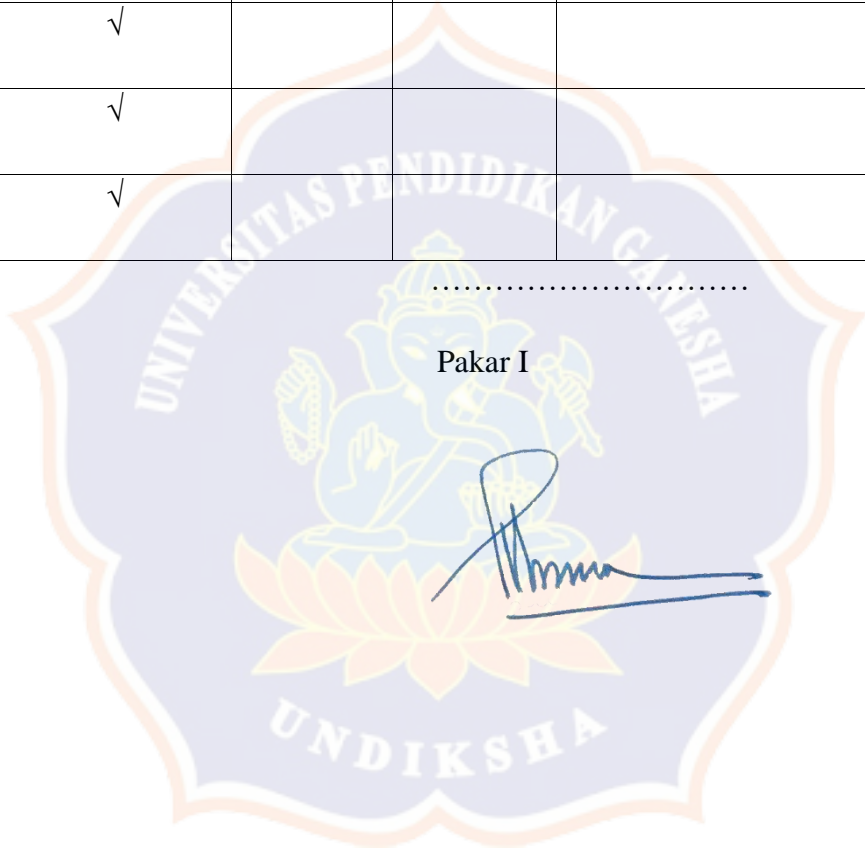 √
√
√
UNIVERSITAS PENDIDIKAN GANESHA
…………………………
Pakar I
UNDIKSHA